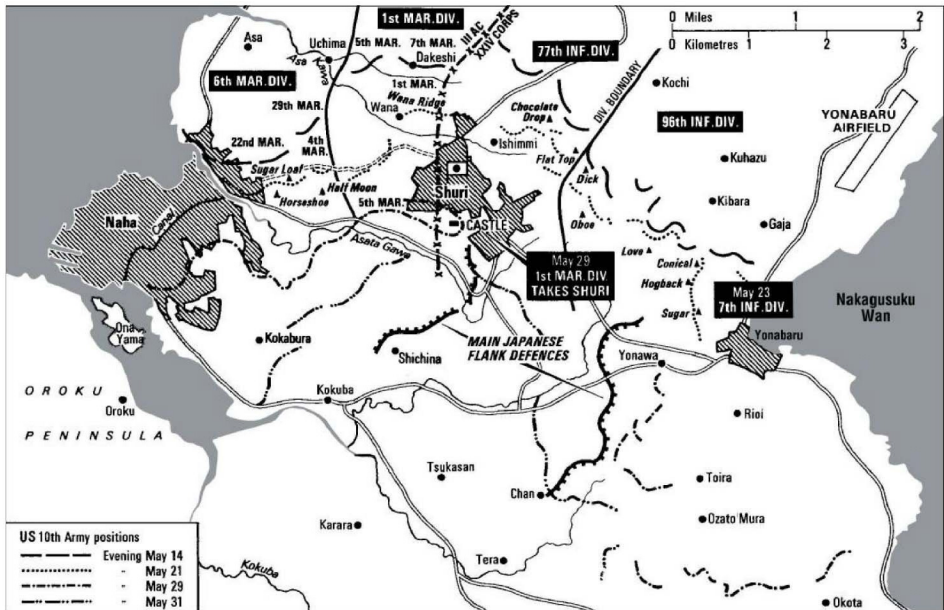 1st MAR. DIV.
III AC
XXIV CORPS
0 Miles 1 2
0 Kilometres 1 2 3
Asa
Uchima
5th MAR.
7th MAR.
Dakeshi
77th INF. DIV.
Asa Kawa
6th MAR. DIV.
1st MAR.
DIV. BOUNDARY
Kochi
29th MAR.
Wana
Wana Ridge
Chocolate
Drop
96th INF. DIV.
YONABARU
AIRFIELD
22nd MAR.
4th
MAR.
Ishimmi
Flat Top
Kuhazu
Sugar Loaf
Half Moon
Horseshoe
5th MAR.
Shuri
Dick
Kibara
Naha
Canal
CASTLE
Oboe
Gaja
Asata Gawa
Love
Conical
May 29
1st MAR. DIV.
TAKES SHURI
Hogback
May 23
7th INF. DIV.
Nakagusuku
Wan
Ona
Yama
Kokabura
Sugar
Yonabaru
MAIN JAPANESE
FLANK DEFENCES
Shichina
Yonawa
OROKU
PENINSULA
Oroku
Kokuba
Rioi
Tsukasan
Toira
Chan
Ozato Mura
Karara
Tera
Kokuba
Okota
US 10th Army positions
Evening May 14
" May 21
" May 29
" May 31